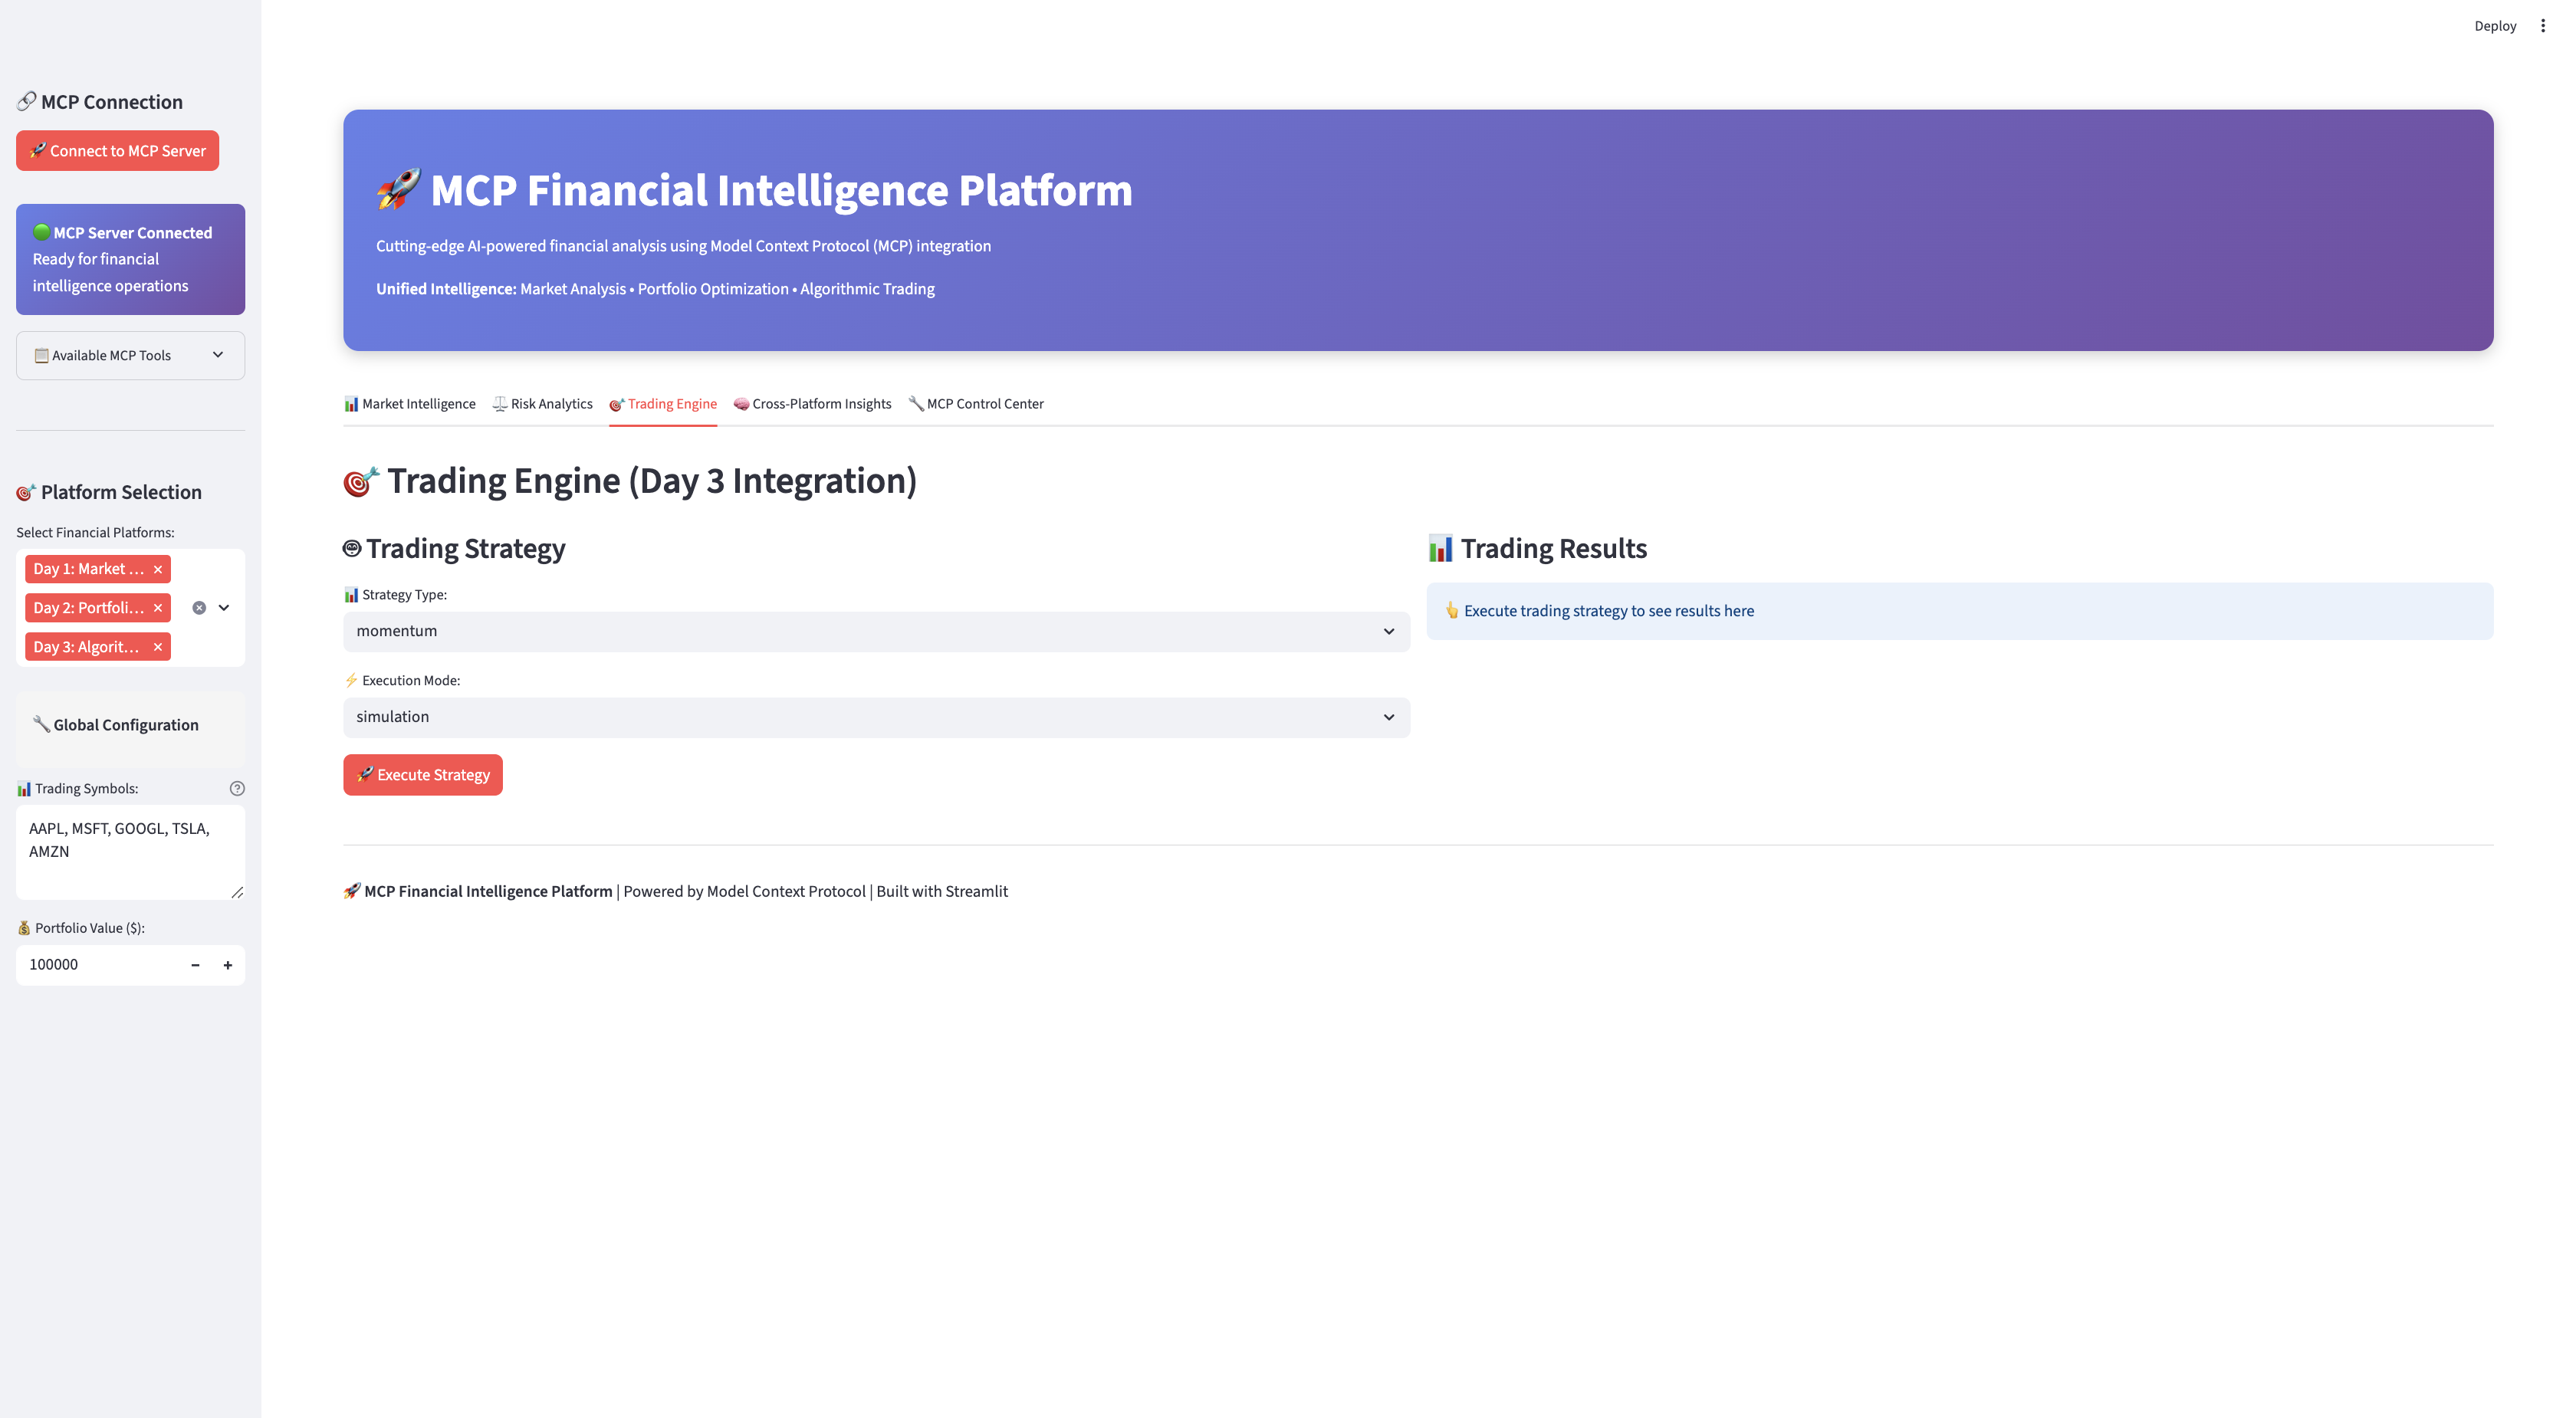 Deploy
🔗 MCP Connection
🚀 Connect to MCP Server
🟢 MCP Server Connected
Ready for financial
intelligence operations
📋 Available MCP Tools
🎯 Platform Selection
Select Financial Platforms:
Day 1: Market ...
Day 2: Portfoli...
Day 3: Algorit...
🔧 Global Configuration
📊 Trading Symbols:
AAPL, MSFT, GOOGL, TSLA,
AMZN
💰 Portfolio Value ($):
100000
🚀 MCP Financial Intelligence Platform
Cutting-edge AI-powered financial analysis using Model Context Protocol (MCP) integration
Unified Intelligence: Market Analysis • Portfolio Optimization • Algorithmic Trading
📊 Market Intelligence ⚖️ Risk Analytics 🎯 Trading Engine 🧠 Cross-Platform Insights 🔧 MCP Control Center
🎯 Trading Engine (Day 3 Integration)
Trading Strategy
📊 Strategy Type:
momentum
⚡ Execution Mode:
simulation
🚀 Execute Strategy
📊 Trading Results
👆 Execute trading strategy to see results here
🚀 MCP Financial Intelligence Platform | Powered by Model Context Protocol | Built with Streamlit